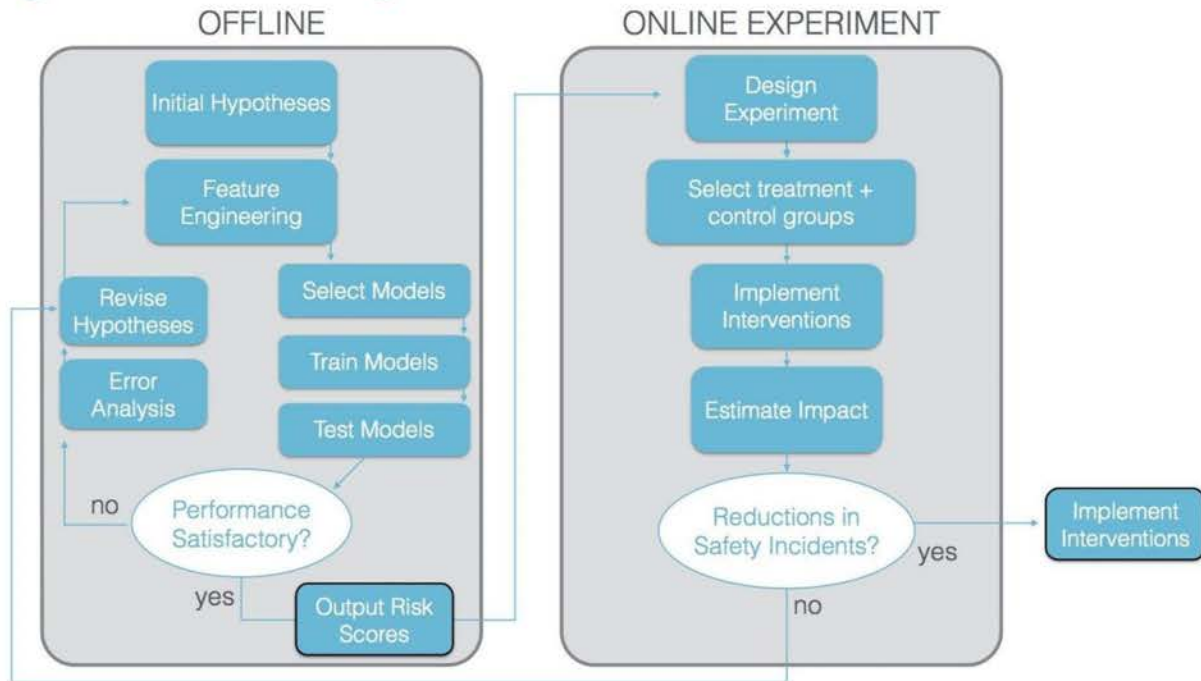 OFFLINE
Initial Hypotheses
Feature
Engineering
Select Models
Revise
Hypotheses
Train Models
Error
Analysis
Test Models
no
Performance
Satisfactory?
yes
Output Risk
Scores
ONLINE EXPERIMENT
Design
Experiment
Select treatment +
control groups
Implement
Interventions
Estimate Impact
Reductions in
Safety Incidents?
yes
no
Implement
Interventions